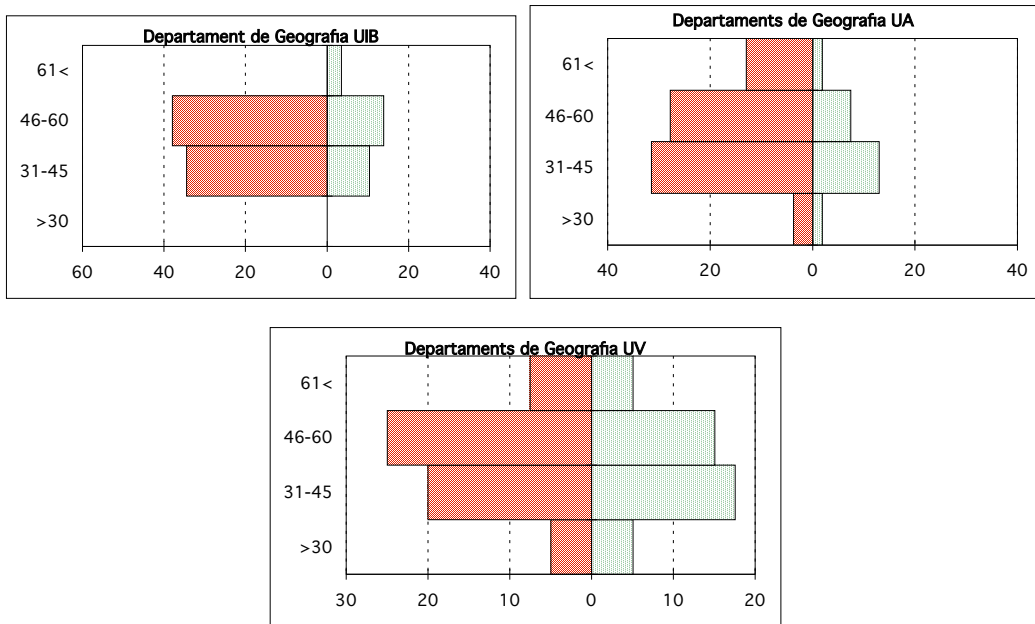 Departament de Geografia UIB
61<
46-60
31-45
>30
60 40 20 0 20 40
Departaments de Geografia UA
61<
46-60
31-45
>30
40 20 0 20 40
Departaments de Geografia UV
61<
46-60
31-45
>30
30 20 10 0 10 20